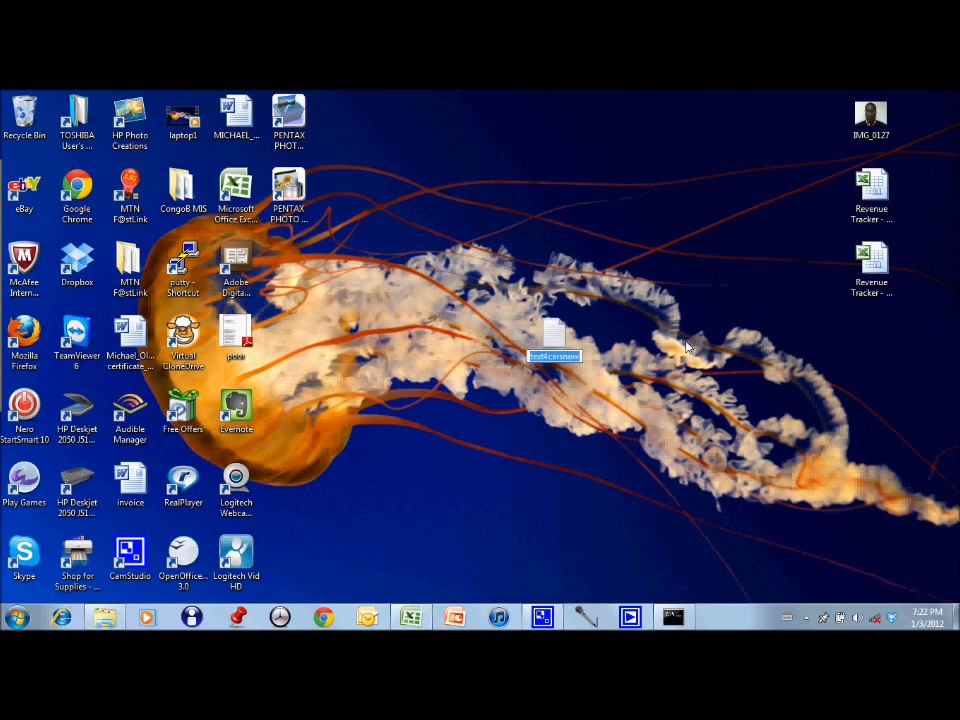 Recycle Bin
TOSHIBA
User's ...
HP Photo
Creations
laptop1
MICHAEL_...
PENTAX
PHOT...
IMG_0127
eBay
Google
Chrome
MTN
F@stLink
CongoB MIS
Microsoft
Office Exc...
PENTAX
PHOTO ...
Revenue
Tracker - ...
McAfee
Intern...
Dropbox
MTN
F@stLink
putty -
Shortcut
Adobe
Digita...
Revenue
Tracker - ...
Mozilla
Firefox
TeamViewer
6
Michael_Ol...
certificate_...
Virtual
CloneDrive
poor
text4carsnow
Nero
StartSmart 10
HP Deskjet
2050 J51...
Audible
Manager
Free Offers
Evernote
Play Games
HP Deskjet
2050 J51...
invoice
RealPlayer
Logitech
Webca...
Skype
Shop for
Supplies - ...
CamStudio
OpenOffice...
3.0
Logitech Vid
HD
7:22 PM
1/3/2012